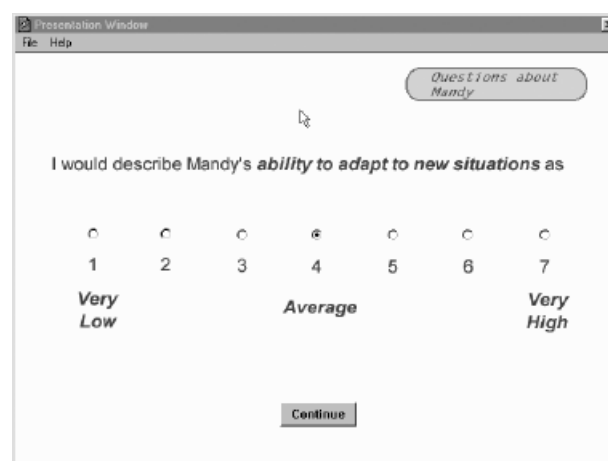 Presentation Window
File Help
Questions about
Mandy
I would describe Mandy's ability to adapt to new situations as
1 2 3 4 5 6 7
Very Average Very
Low High
Continue